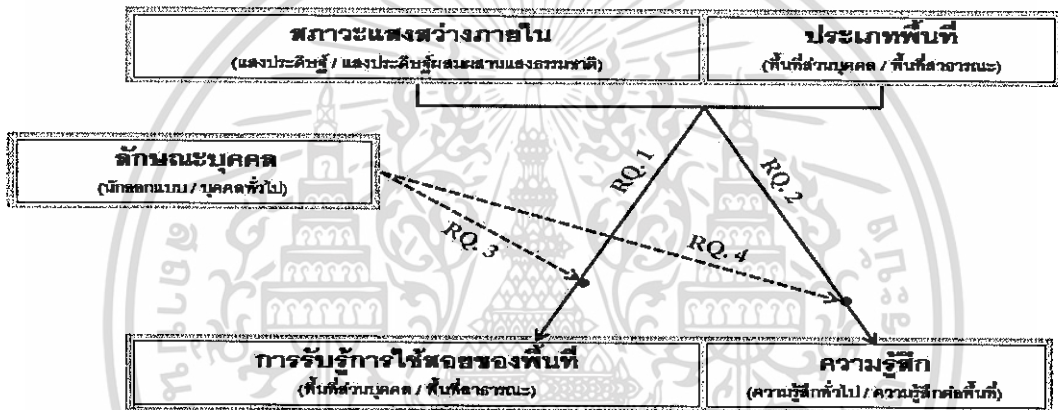 สภาวะแสงสว่างภายใน
(แสงประดิษฐ์ / แสงประดิษฐ์ผสมผสานแสงธรรมชาติ)
ประเภทพื้นที่
(พื้นที่ส่วนบุคคล / พื้นที่สาธารณะ)
ลักษณะบุคคล
(นักออกแบบ / บุคคลทั่วไป)
RQ. 1
RQ. 2
RQ. 3
RQ. 4
การรับรู้การใช้สอยของพื้นที่
(พื้นที่ส่วนบุคคล / พื้นที่สาธารณะ)
ความรู้สึก
(ความรู้สึกทั่วไป / ความรู้สึกต่อพื้นที่)